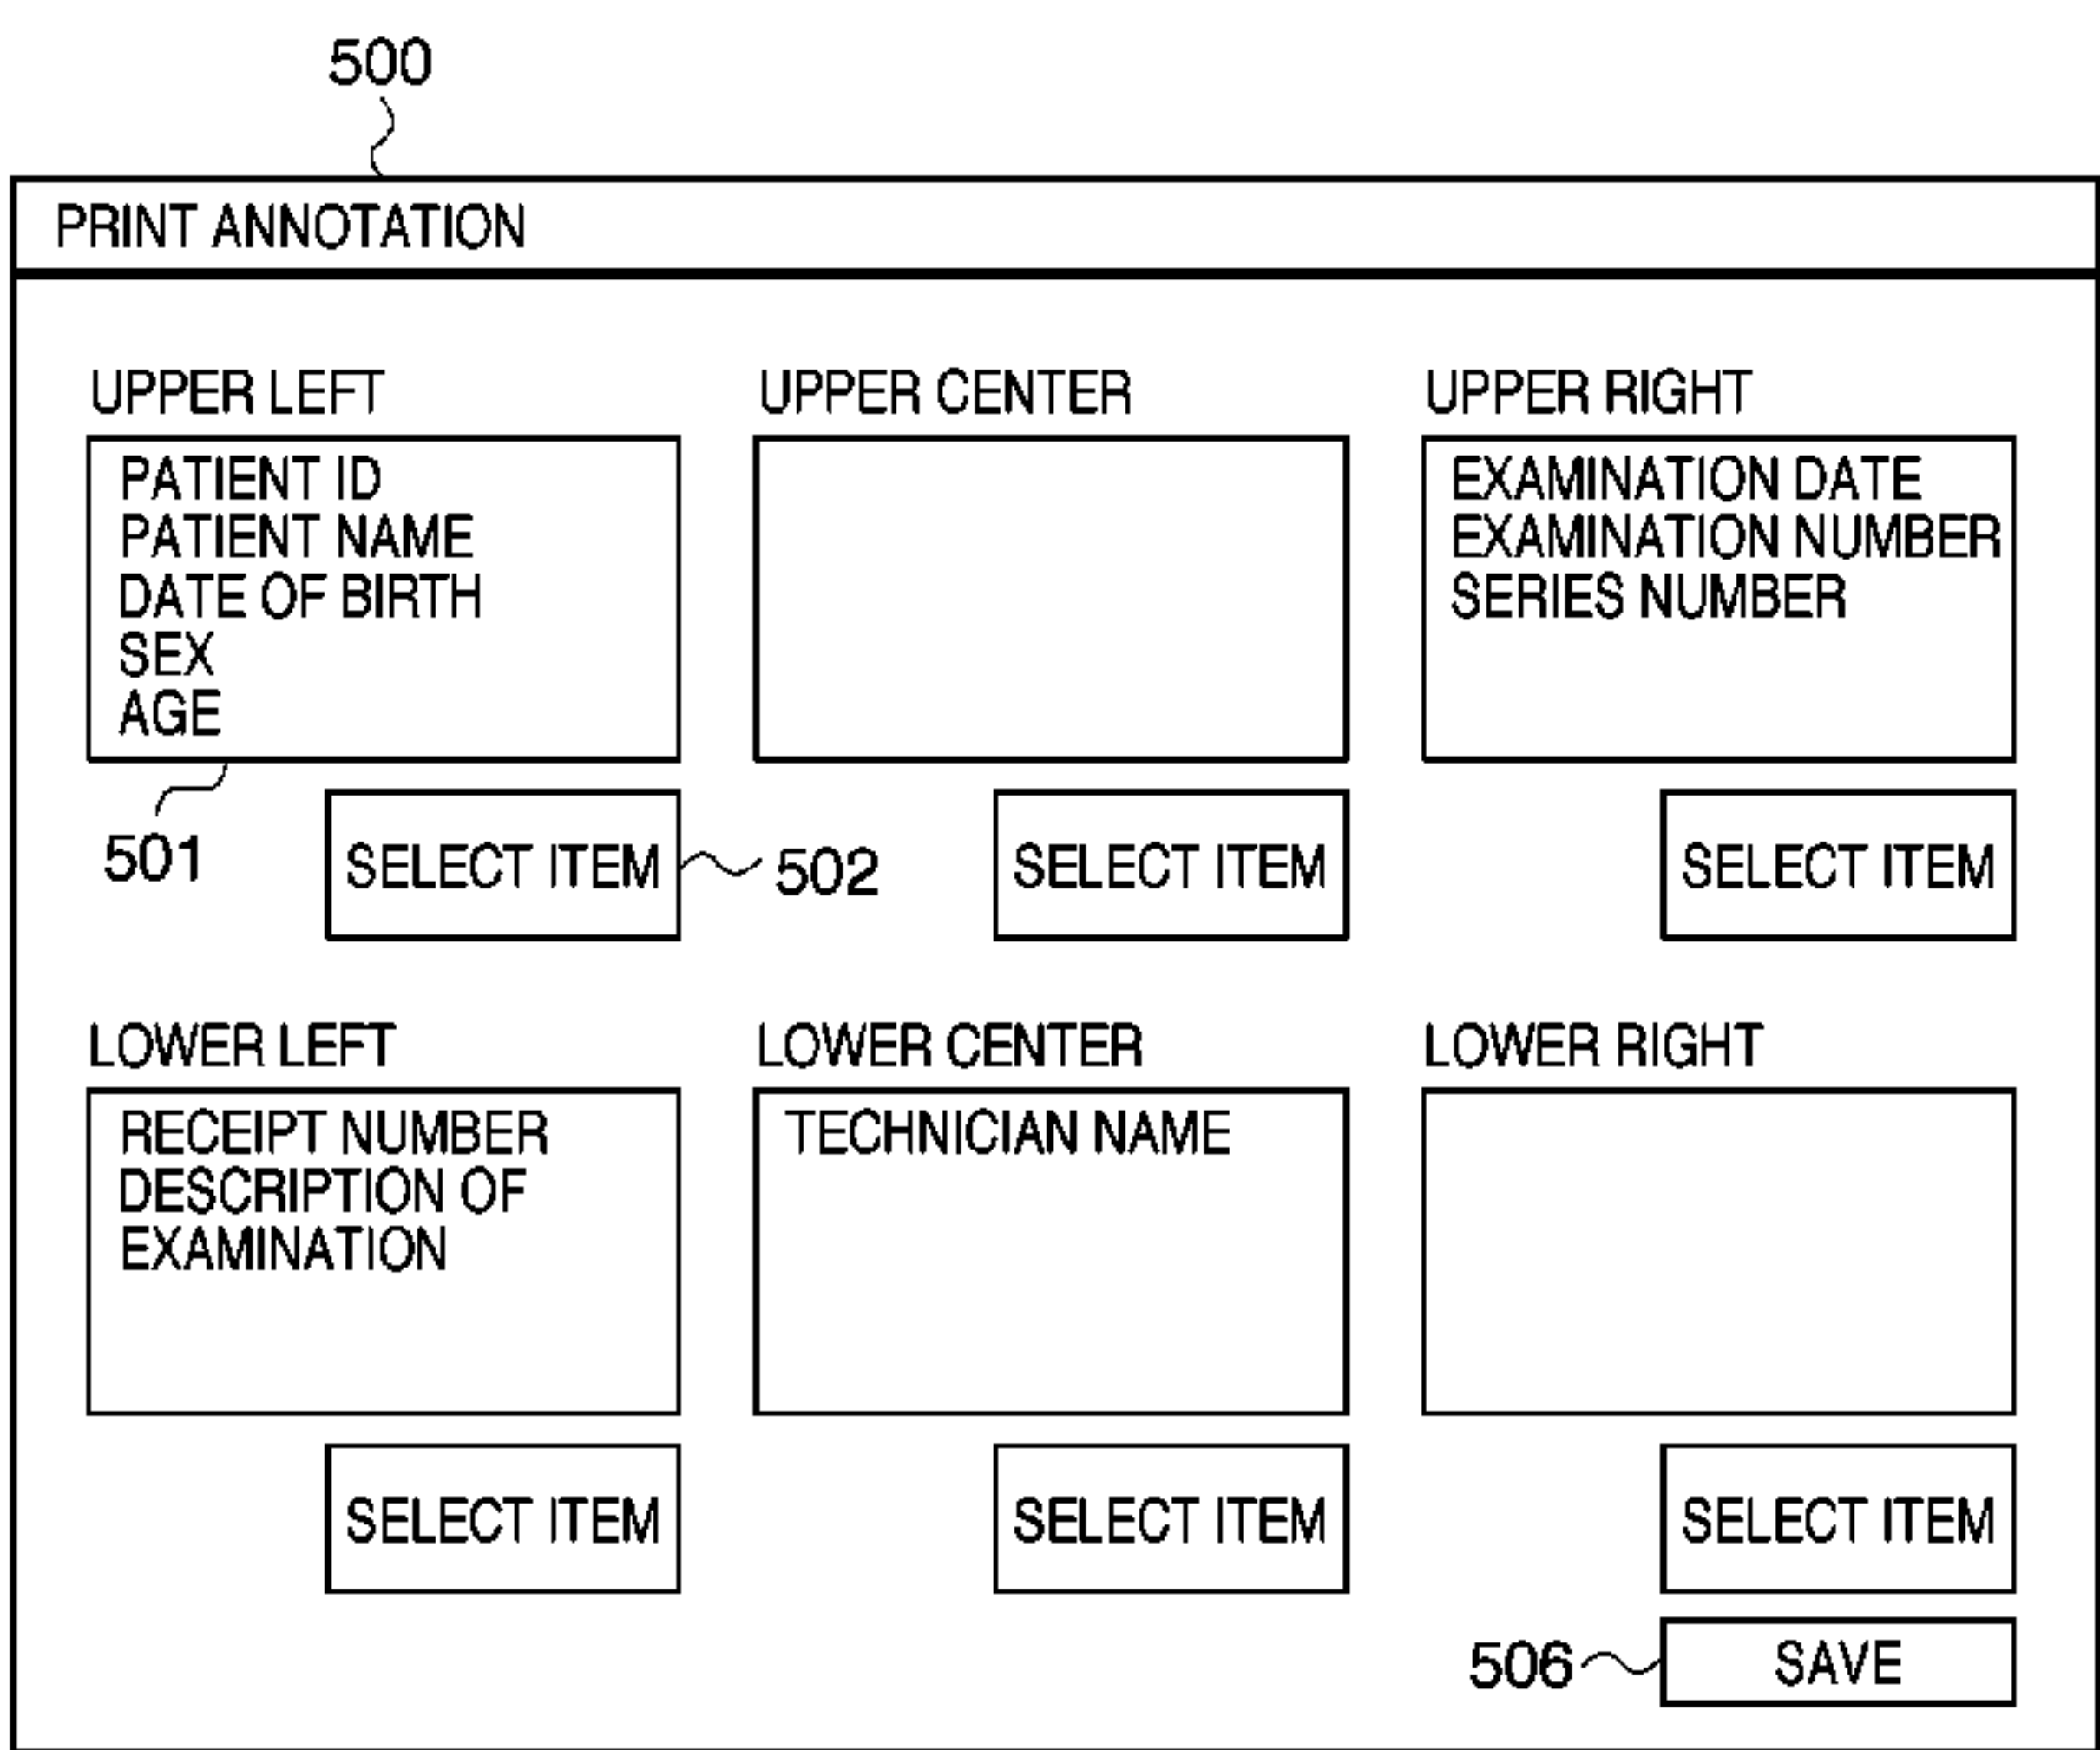 500
PRINT ANNOTATION
UPPER LEFT
PATIENT ID
PATIENT NAME
DATE OF BIRTH
SEX
AGE
501
SELECT ITEM
502
UPPER CENTER
SELECT ITEM
UPPER RIGHT
EXAMINATION DATE
EXAMINATION NUMBER
SERIES NUMBER
SELECT ITEM
LOWER LEFT
RECEIPT NUMBER
DESCRIPTION OF
EXAMINATION
SELECT ITEM
LOWER CENTER
TECHNICIAN NAME
SELECT ITEM
LOWER RIGHT
SELECT ITEM
506
SAVE